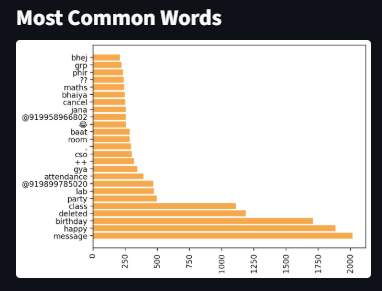 Most Common Words
bhej
grp
phir
??
maths
bhaiya
cancel
jana
@919958966802
😂
baat
room
.
cso
++
gya
attendance
@919899785020
lab
party
class
deleted
birthday
happy
message
0
250
500
750
1000
1250
1500
1750
2000